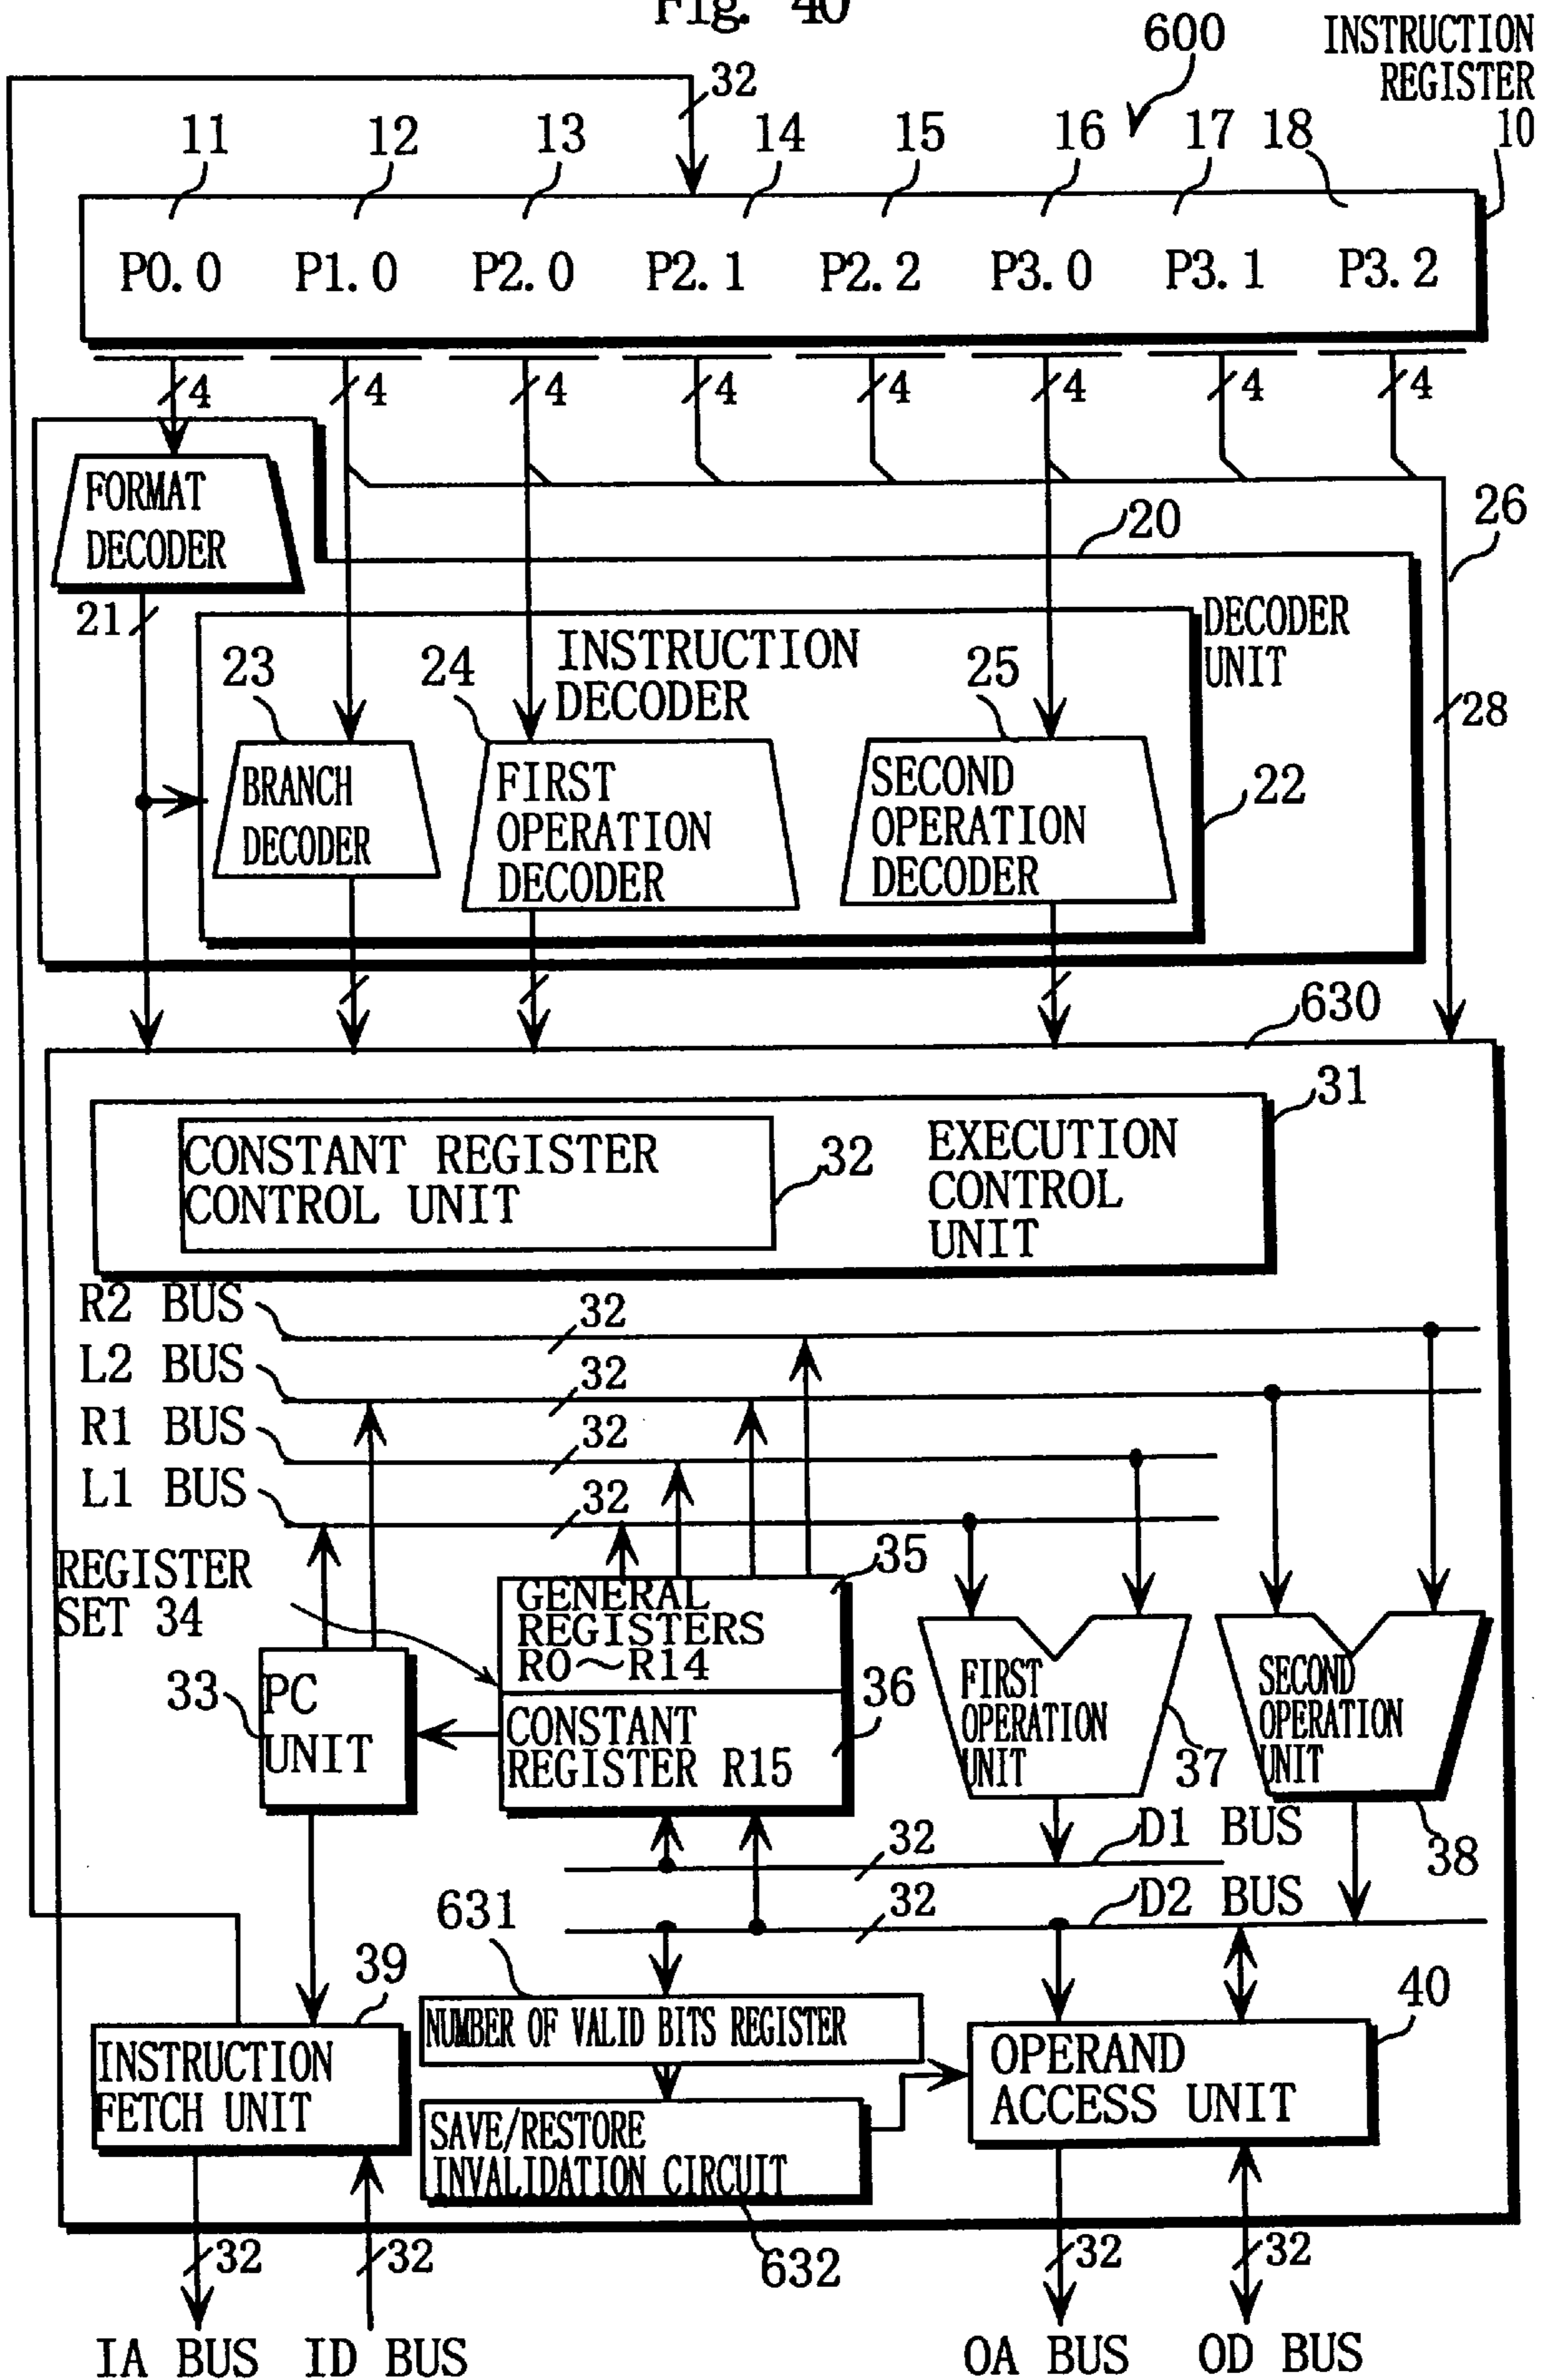 Fig. 40
600
INSTRUCTION
REGISTER
10
32
11 12 13 14 15 16 17 18
P0.0 P1.0 P2.0 P2.1 P2.2 P3.0 P3.1 P3.2
4 4 4 4 4 4 4 4
FORMAT
DECODER
26
20
21
DECODER
UNIT
INSTRUCTION
DECODER
23 24 25
28
BRANCH
DECODER
FIRST
OPERATION
DECODER
SECOND
OPERATION
DECODER
22
630
31
CONSTANT REGISTER
CONTROL UNIT
32
EXECUTION
CONTROL
UNIT
R2 BUS 32
L2 BUS 32
R1 BUS 32
L1 BUS 32
REGISTER
SET 34
35
GENERAL
REGISTERS
R0~R14
36
CONSTANT
REGISTER R15
33
PC
UNIT
FIRST
OPERATION
UNIT
37
SECOND
OPERATION
UNIT
38
32 D1 BUS
32 D2 BUS
631
39
NUMBER OF VALID BITS REGISTER
40
INSTRUCTION
FETCH UNIT
OPERAND
ACCESS UNIT
SAVE/RESTORE
INVALIDATION CIRCUIT
632
32 32 32 32
IA BUS ID BUS OA BUS OD BUS